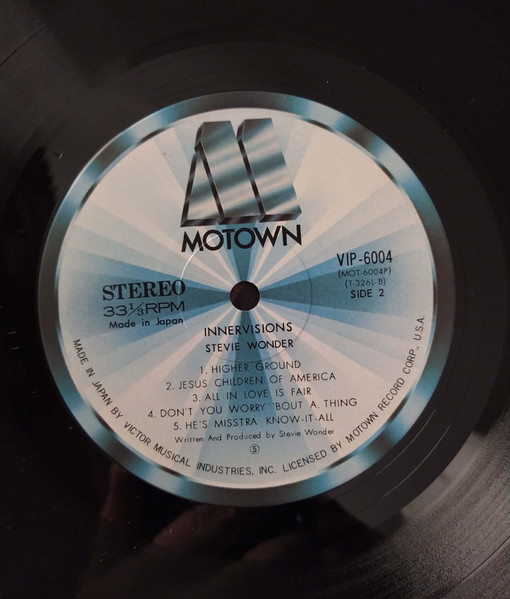 MOTOWN
VIP-6004
(MOT-6004P)
(T-326L-B)
SIDE 2
STEREO
33⅓RPM
Made in Japan
INNERVISIONS
STEVIE WONDER
1. HIGHER GROUND
2. JESUS CHILDREN OF AMERICA
3. ALL IN LOVE IS FAIR
4. DON'T YOU WORRY 'BOUT A THING
5. HE'S MISSTRA KNOW-IT-ALL
Written And Produced by Stevie Wonder
⑤
MADE IN JAPAN BY VICTOR MUSICAL INDUSTRIES, INC. LICENSED BY MOTOWN RECORD CORP., U.S.A.